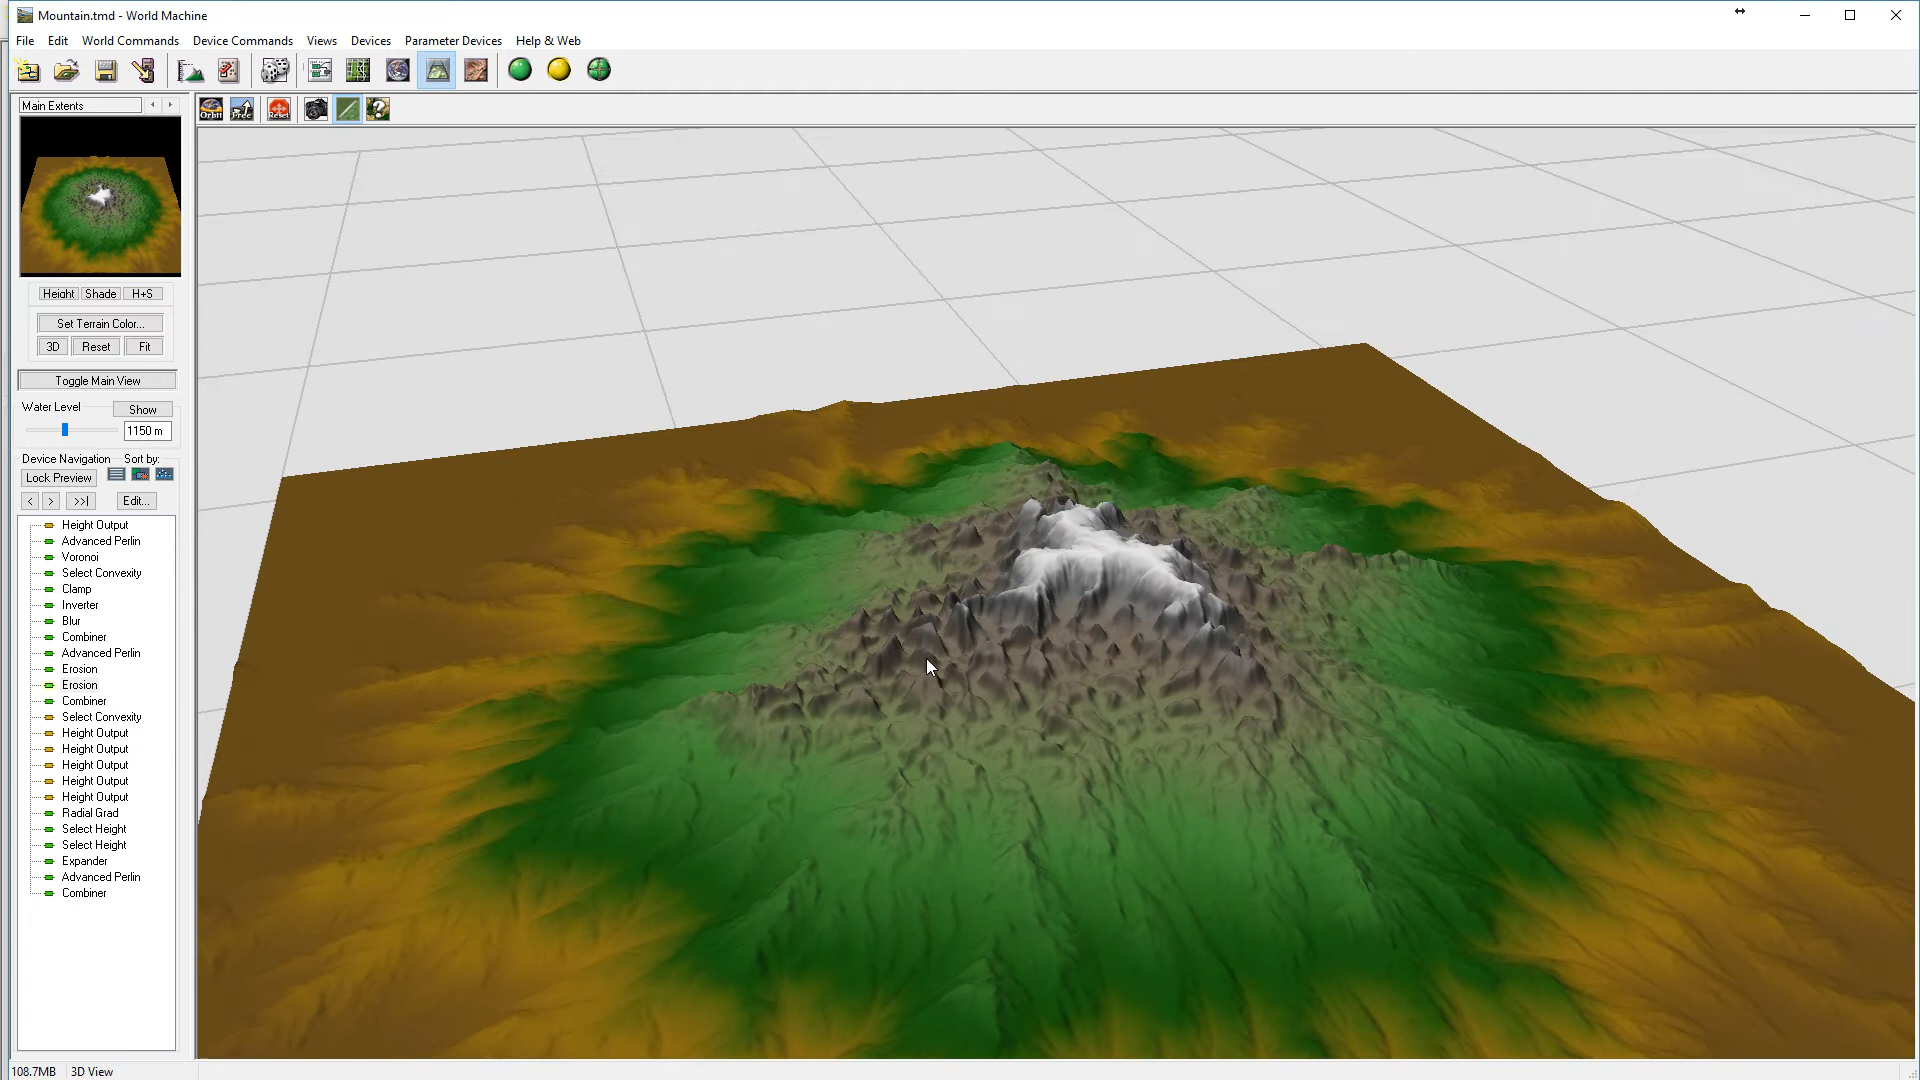 Mountain.tmd - World Machine
File Edit World Commands Device Commands Views Devices Parameter Devices Help & Web
Main Extents
Orbit Free Reset
Height Shade H+S
Set Terrain Color...
3D Reset Fit
Toggle Main View
Water Level Show
1150 m
Device Navigation Sort by:
Lock Preview
< > >>| Edit...
Height Output
Advanced Perlin
Voronoi
Select Convexity
Clamp
Inverter
Blur
Combiner
Advanced Perlin
Erosion
Erosion
Combiner
Select Convexity
Height Output
Height Output
Height Output
Height Output
Height Output
Radial Grad
Select Height
Select Height
Expander
Advanced Perlin
Combiner
108.7MB 3D View